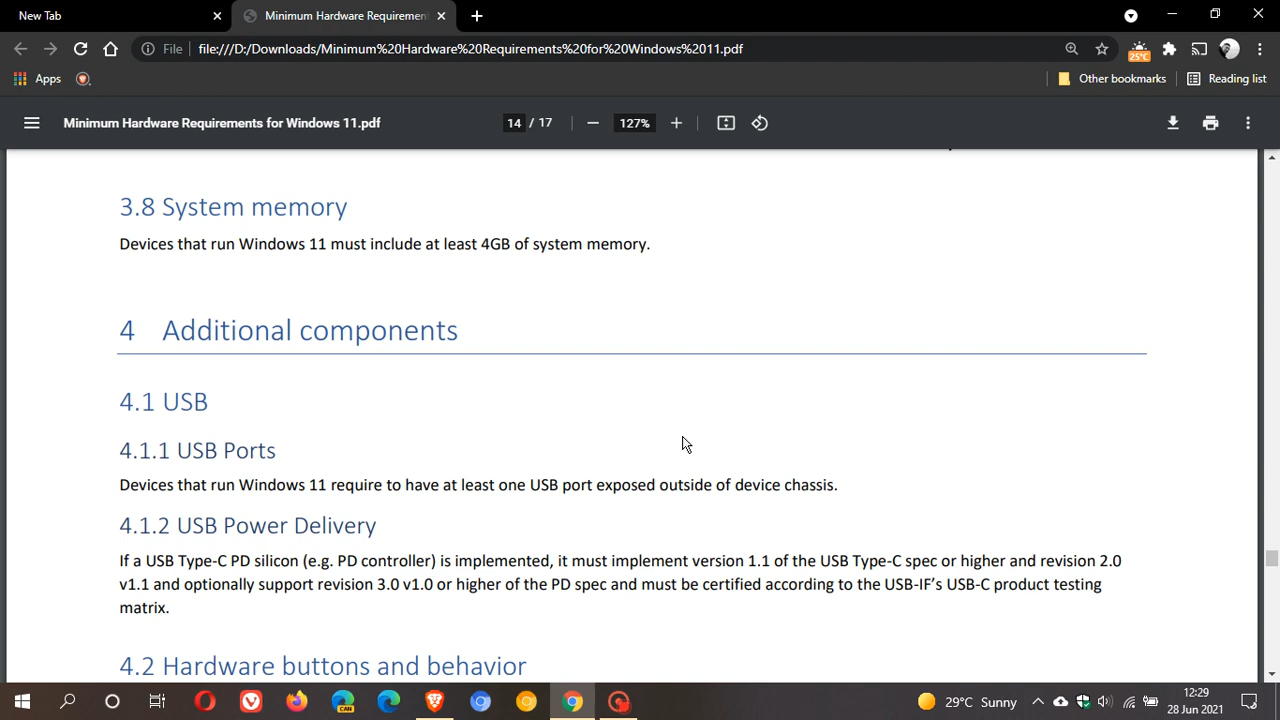 New Tab
Minimum Hardware Requiremen
File
file:///D:/Downloads/Minimum%20Hardware%20Requirements%20for%20Windows%2011.pdf
25°C
Apps
Other bookmarks
Reading list
Minimum Hardware Requirements for Windows 11.pdf
14 / 17
127%
3.8 System memory
Devices that run Windows 11 must include at least 4GB of system memory.
4 Additional components
4.1 USB
4.1.1 USB Ports
Devices that run Windows 11 require to have at least one USB port exposed outside of device chassis.
4.1.2 USB Power Delivery
If a USB Type-C PD silicon (e.g. PD controller) is implemented, it must implement version 1.1 of the USB Type-C spec or higher and revision 2.0
v1.1 and optionally support revision 3.0 v1.0 or higher of the PD spec and must be certified according to the USB-IF’s USB-C product testing
matrix.
4.2 Hardware buttons and behavior
CAN
29°C Sunny
12:29
28 Jun 2021